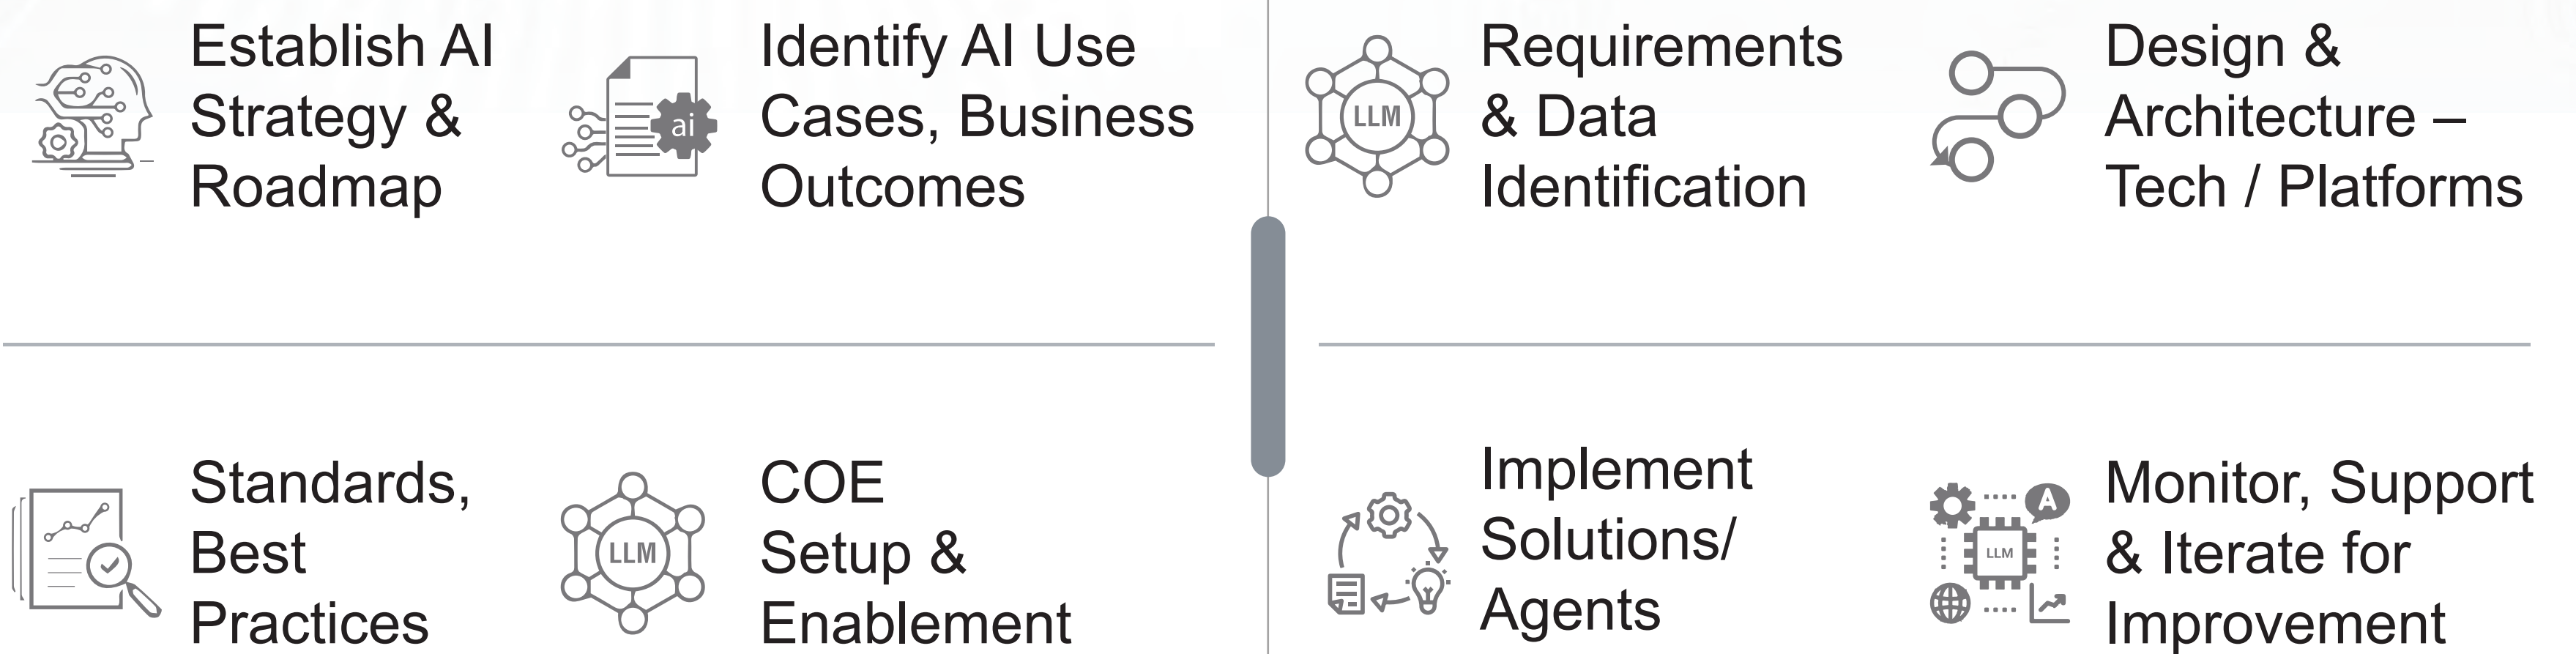 Establish AI
Strategy &
Roadmap
ai
Identify AI Use
Cases, Business
Outcomes
LLM
Requirements
& Data
Identification
Design &
Architecture –
Tech / Platforms
Standards,
Best
Practices
LLM
COE
Setup &
Enablement
Implement
Solutions/
Agents
A
LLM
Monitor, Support
& Iterate for
Improvement